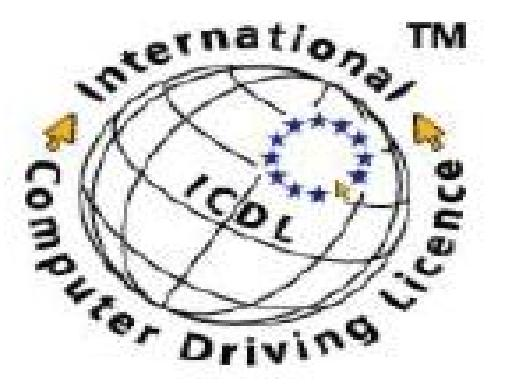 International
TM
ICDL
Computer Driving Licence